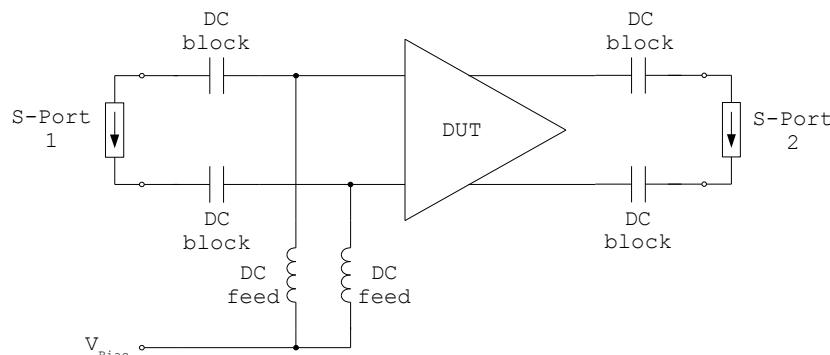 DC
block
DC
block
S-Port
1
DUT
S-Port
2
DC
block
DC
block
DC
feed
DC
feed
V Bias